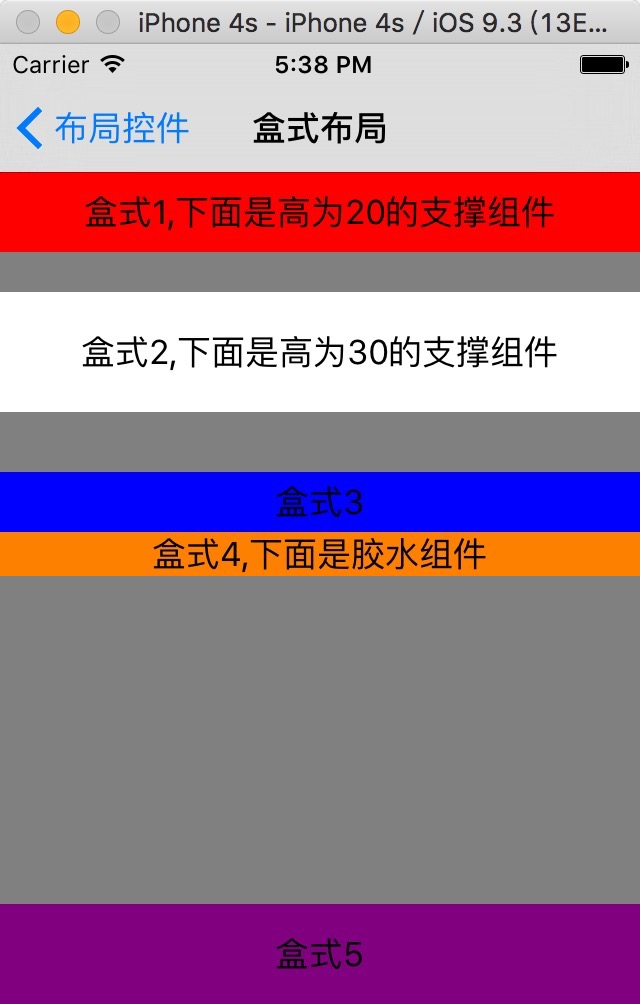 iPhone 4s - iPhone 4s / iOS 9.3 (13E...
Carrier 5:38 PM
布局控件 盒式布局
盒式1,下面是高为20的支撑组件
盒式2,下面是高为30的支撑组件
盒式3
盒式4,下面是胶水组件
盒式5